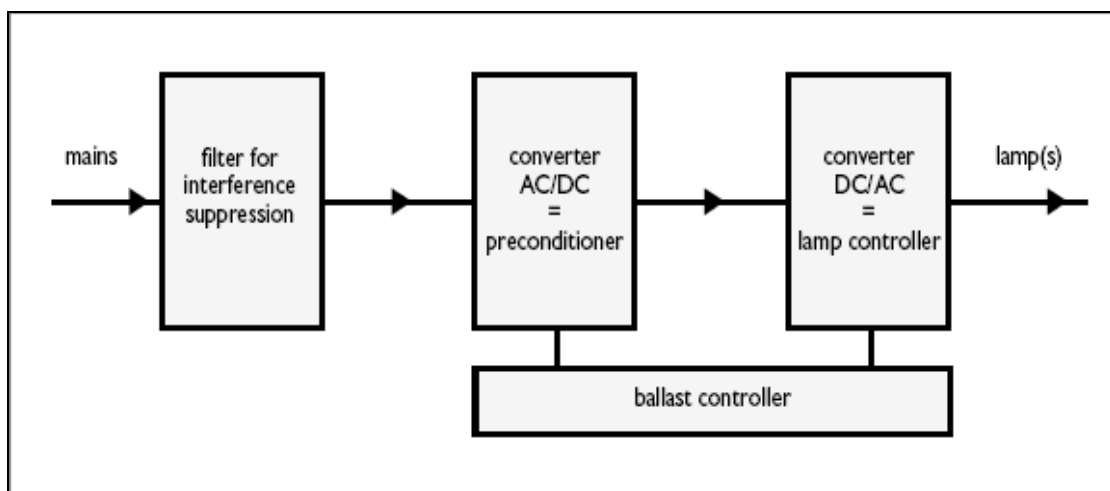 mains
filter for
interference
suppression
converter
AC/DC
=
preconditioner
converter
DC/AC
=
lamp controller
lamp(s)
ballast controller